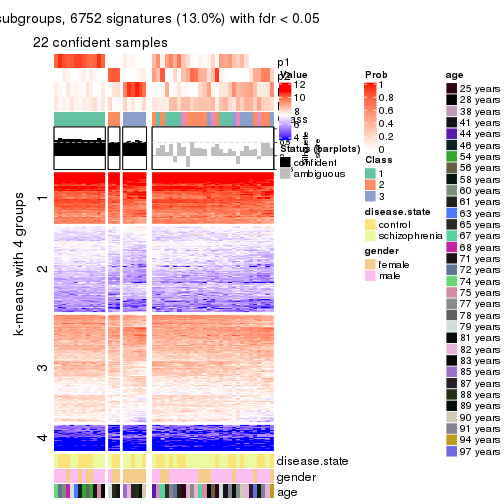 subgroups, 6752 signatures (13.0%) with fdr < 0.05
22 confident samples
p1
p2
Value
12
10
8
6
4
Prob
1
0.8
0.6
0.4
0.2
0
Status (barplots)
confident
ambiguous
Class
1
2
3
disease.state
control
schizophrenia
gender
female
male
age
25 years
28 years
38 years
41 years
44 years
46 years
54 years
56 years
58 years
60 years
61 years
63 years
65 years
67 years
68 years
71 years
72 years
74 years
75 years
77 years
78 years
79 years
81 years
82 years
83 years
85 years
87 years
88 years
89 years
90 years
91 years
94 years
97 years
k-means with 4 groups
1
2
3
4
disease.state
gender
age